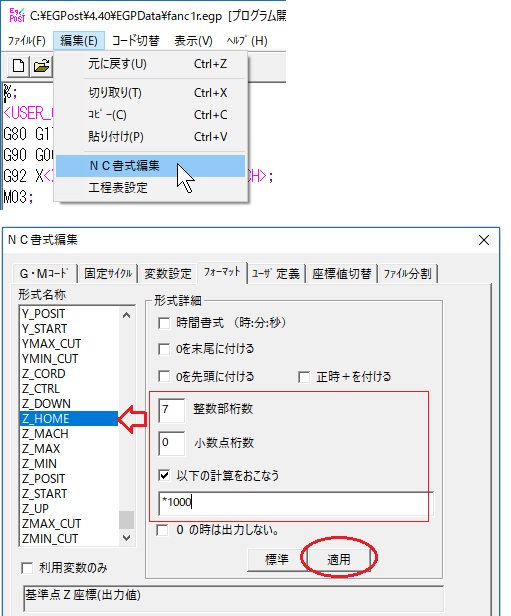 EgPOST C:¥EGPost¥4.40¥EGPData¥fanc1r.egp [プログラム開
ﾌｧｲﾙ(F) 編集(E) コード切替 表示(V) ﾍﾙﾌﾟ(H)
元に戻す(U) Ctrl+Z
切り取り(T) Ctrl+X
ｺﾋﾟｰ(C) Ctrl+C
貼り付け(P) Ctrl+V
ＮＣ書式編集
工程表設定
%;
<USER_
G80 G1
G90 G0
G92 X< H>;
M03;
ＮＣ書式編集
G・Mｺｰﾄﾞ 固定ｻｲｸﾙ 変数設定 ﾌｫｰﾏｯﾄ ﾕｰｻﾞ定義 座標値切替 ﾌｧｲﾙ分割
形式名称
Y_POSIT
Y_START
YMAX_CUT
YMIN_CUT
Z_CORD
Z_CTRL
Z_DOWN
Z_HOME
Z_MACH
Z_MAX
Z_MIN
Z_POSIT
Z_START
Z_UP
ZMAX_CUT
ZMIN_CUT
利用変数のみ
形式詳細
時間書式 （時:分:秒）
0を末尾に付ける
0を先頭に付ける 正時＋を付ける
7 整数部桁数
0 小数点桁数
以下の計算をおこなう
*1000
０の時は出力しない。
標準 適用
基準点Ｚ座標(出力値)